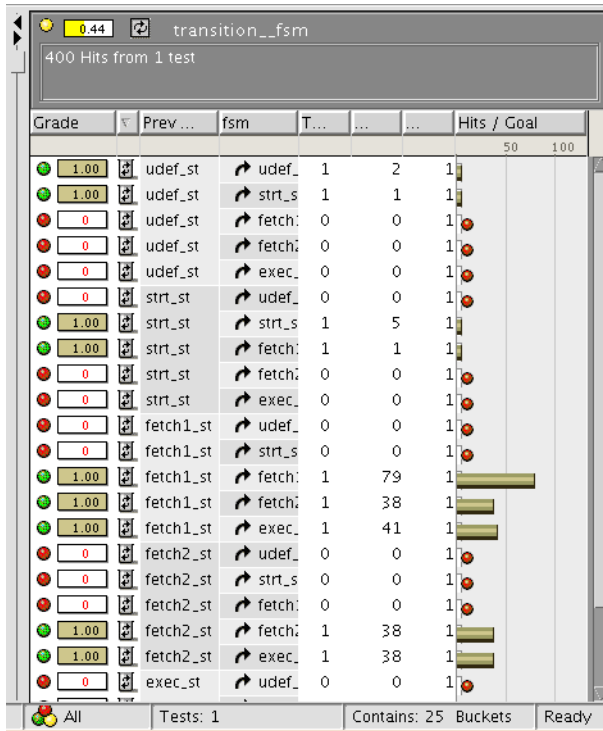 0.44 transition__fsm
400 Hits from 1 test
Grade Prev ... fsm T... ... ... Hits / Goal
50 100
1.00 udef_st udef_ 1 2 1
1.00 udef_st strt_s 1 1 1
0 udef_st fetch: 0 0 1
0 udef_st fetch2 0 0 1
0 udef_st exec_ 0 0 1
0 strt_st udef_ 0 0 1
1.00 strt_st strt_s 1 5 1
1.00 strt_st fetch: 1 1 1
0 strt_st fetch2 0 0 1
0 strt_st exec_ 0 0 1
0 fetch1_st udef_ 0 0 1
0 fetch1_st strt_s 0 0 1
1.00 fetch1_st fetch: 1 79 1
1.00 fetch1_st fetch2 1 38 1
1.00 fetch1_st exec_ 1 41 1
0 fetch2_st udef_ 0 0 1
0 fetch2_st strt_s 0 0 1
0 fetch2_st fetch: 0 0 1
1.00 fetch2_st fetch2 1 38 1
1.00 fetch2_st exec_ 1 38 1
0 exec_st udef_ 0 0 1
All Tests: 1 Contains: 25 Buckets Ready